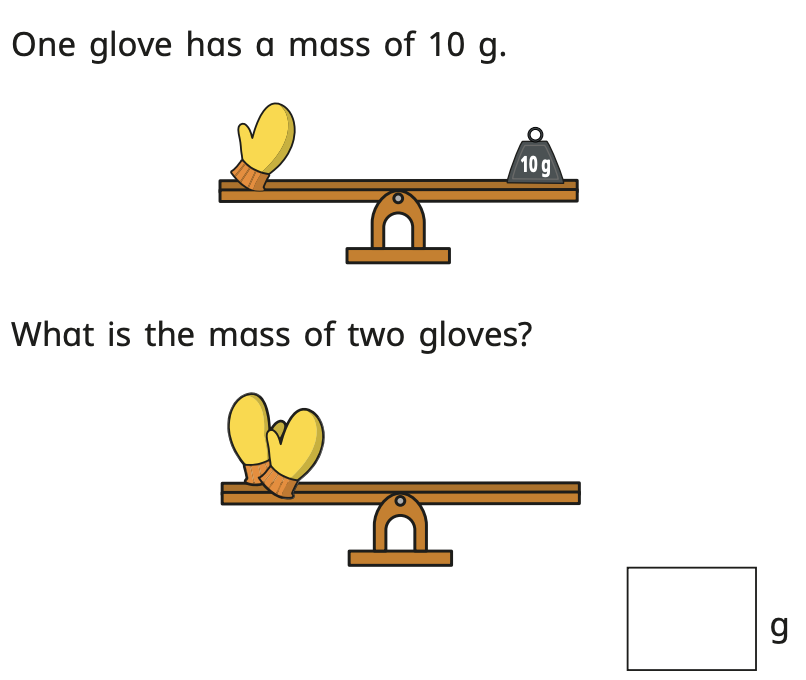 One glove has a mass of 10 g.
10 g
What is the mass of two gloves?
g